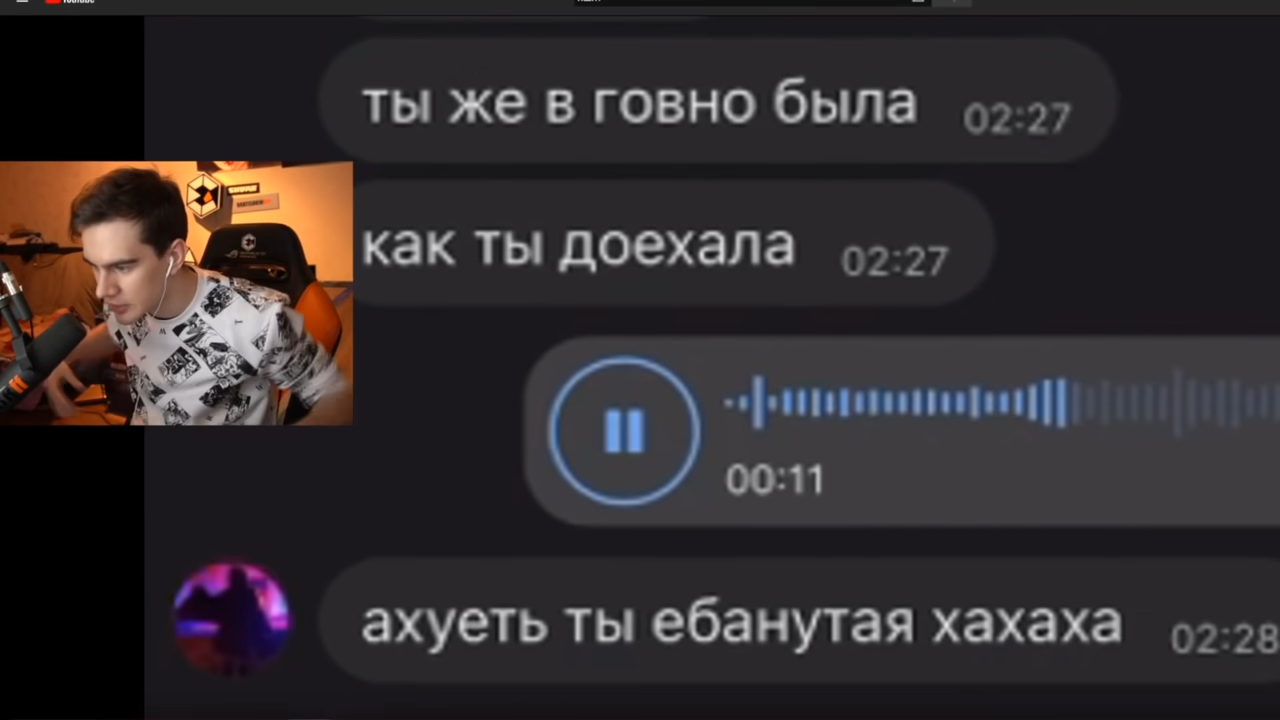 ты же в говно была 02:27
как ты доехала 02:27
00:11
ахуеть ты ебанутая хахаха 02:28